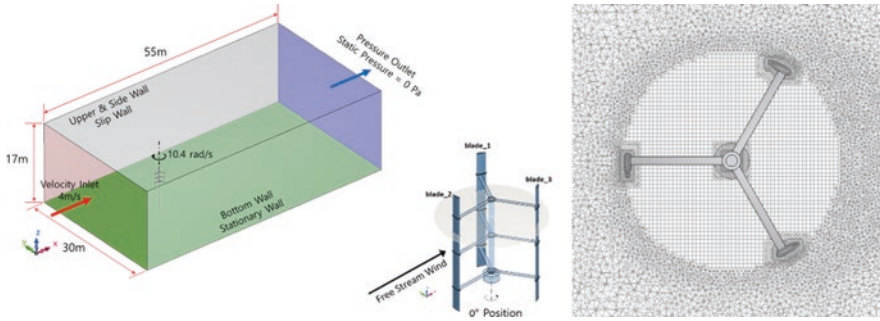 55m
Pressure Outlet
Static Pressure = 0 Pa
Upper & Side Wall
Slip Wall
17m
10.4 rad/s
Velocity Inlet
4m/s
Bottom Wall
Stationary Wall
30m
blade_1
blade_2
blade_3
Free Stream Wind
0° Position